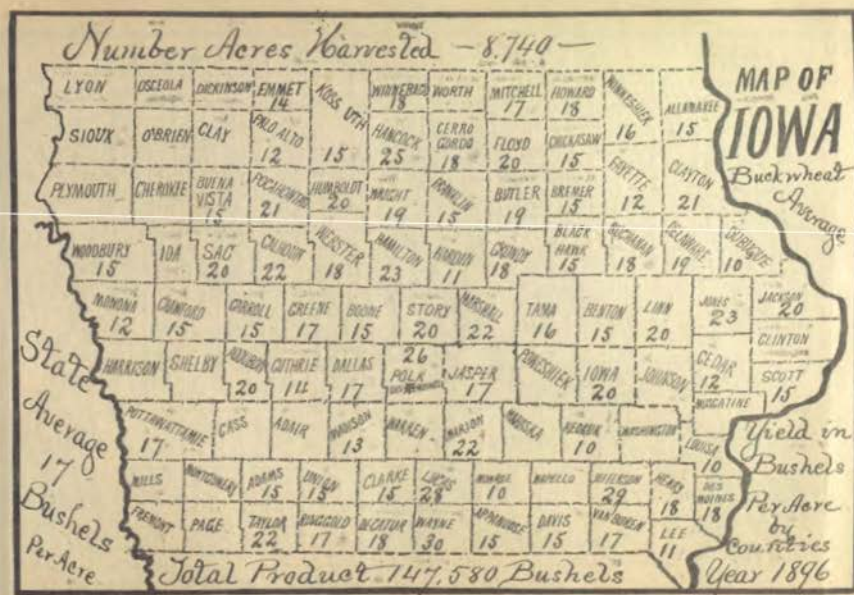 Number Acres Harvested - 8.740 -
MAP OF
IOWA
Buckwheat
Average
LYON OSCEOLA DICKINSON EMMET 14 KOSSUTH 15 WINNEBAGO 18 WORTH MITCHELL 17 HOWARD 18 WINNESHIEK 16 ALLAMAKEE 15
SIOUX O'BRIEN CLAY PALO ALTO 12 HANCOCK 25 CERRO GORDO 18 FLOYD 20 CHICKASAW 15 FAYETTE 12 CLAYTON 21
PLYMOUTH CHEROKEE BUENA VISTA 15 POCAHONTAS 21 HUMBOLDT 20 WRIGHT 19 FRANKLIN 15 BUTLER 19 BREMER 15
WOODBURY 15 IDA SAC 20 CALHOUN 22 WEBSTER 18 HAMILTON 23 HARDIN 11 GRUNDY 18 BLACK HAWK 15 BUCHANAN 18 DELAWARE 19 DUBUQUE 10
MONONA 12 CRAWFORD 15 CARROLL 15 GREENE 17 BOONE 15 STORY 20 MARSHALL 22 TAMA 16 BENTON 15 LINN 20 JONES 23 JACKSON 20
CLINTON
HARRISON SHELBY AUDUBON 20 GUTHRIE 14 DALLAS 17 26 POLK JASPER 17 POWESHIEK IOWA 20 JOHNSON CEDAR 12 SCOTT 15
MUSCATINE
POTTAWATTAMIE 17 CASS ADAIR MADISON 13 WARREN MARION 22 MAHASKA KEOKUK 10 WASHINGTON LOUISA 10
MILLS MONTGOMERY ADAMS 15 UNION 15 CLARKE 15 LUCAS 28 MONROE 10 WAPELLO JEFFERSON 29 HENRY 18 DES MOINES 18
FREMONT PAGE TAYLOR 22 RINGGOLD 17 DECATUR 18 WAYNE 30 APPANOOSE 15 DAVIS 15 VAN BUREN 17 LEE 11
State
Average
17
Bushels
Per Acre
Yield in
Bushels
Per Acre
by
Counties
Year 1896
Total Product 147.580 Bushels